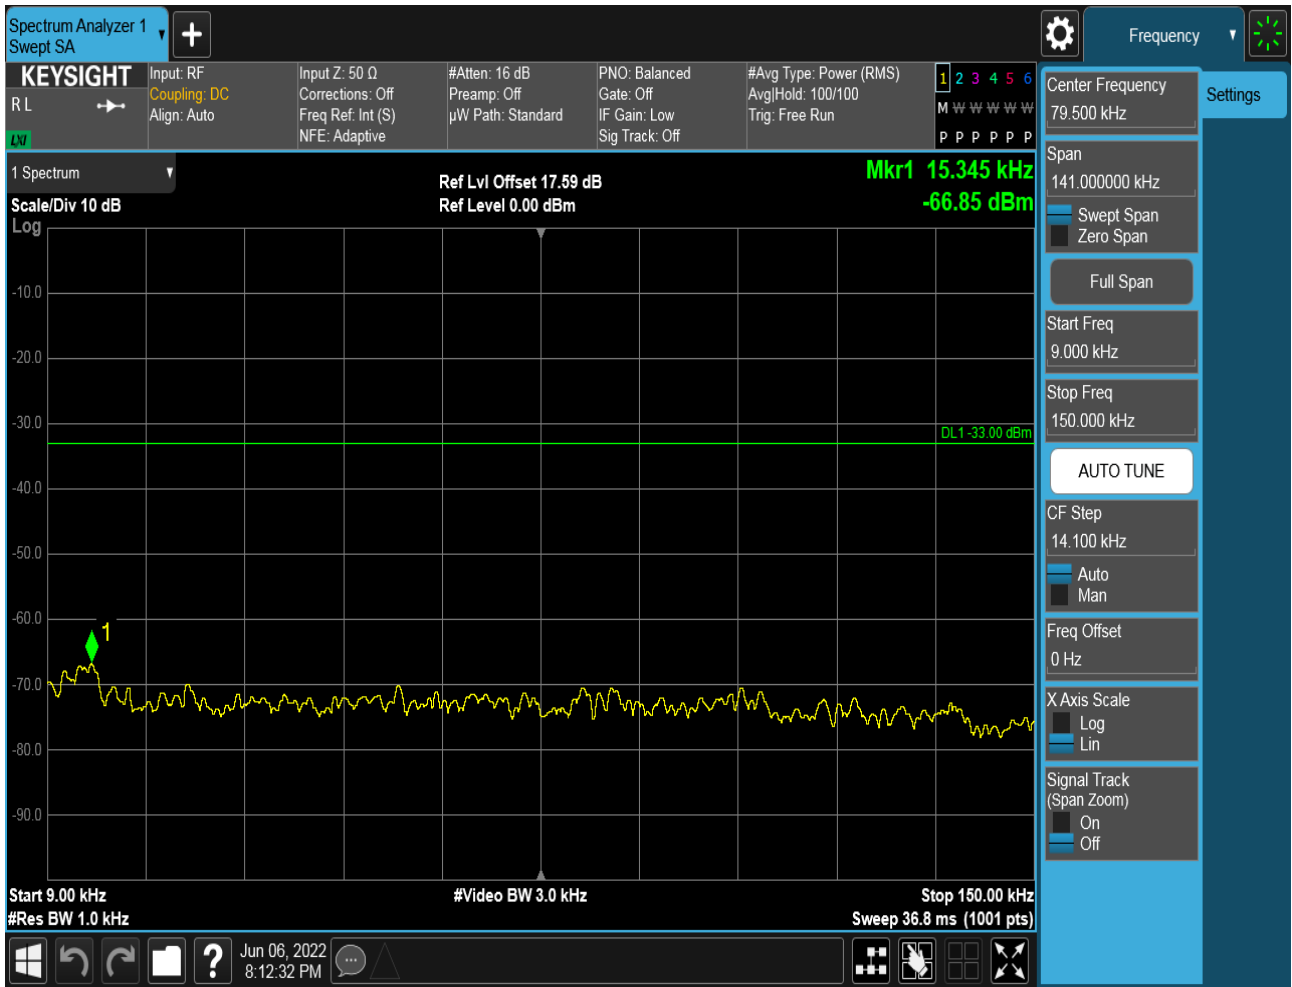 Spectrum Analyzer 1
Swept SA
Frequency
KEYSIGHT
R L
LXI
Input: RF
Coupling: DC
Align: Auto
Input Z: 50 Ω
Corrections: Off
Freq Ref: Int (S)
NFE: Adaptive
#Atten: 16 dB
Preamp: Off
µW Path: Standard
PNO: Balanced
Gate: Off
IF Gain: Low
Sig Track: Off
#Avg Type: Power (RMS)
Avg|Hold: 100/100
Trig: Free Run
1 2 3 4 5 6
M W W W W W
P P P P P P
1 Spectrum
Scale/Div 10 dB
Log
Ref Lvl Offset 17.59 dB
Ref Level 0.00 dBm
Mkr1 15.345 kHz
-66.85 dBm
-10.0
-20.0
-30.0
DL1 -33.00 dBm
-40.0
-50.0
-60.0
1
-70.0
-80.0
-90.0
Start 9.00 kHz
#Video BW 3.0 kHz
Stop 150.00 kHz
#Res BW 1.0 kHz
Sweep 36.8 ms (1001 pts)
?
Jun 06, 2022
8:12:32 PM
Center Frequency
79.500 kHz
Settings
Span
141.000000 kHz
Swept Span
Zero Span
Full Span
Start Freq
9.000 kHz
Stop Freq
150.000 kHz
AUTO TUNE
CF Step
14.100 kHz
Auto
Man
Freq Offset
0 Hz
X Axis Scale
Log
Lin
Signal Track
(Span Zoom)
On
Off